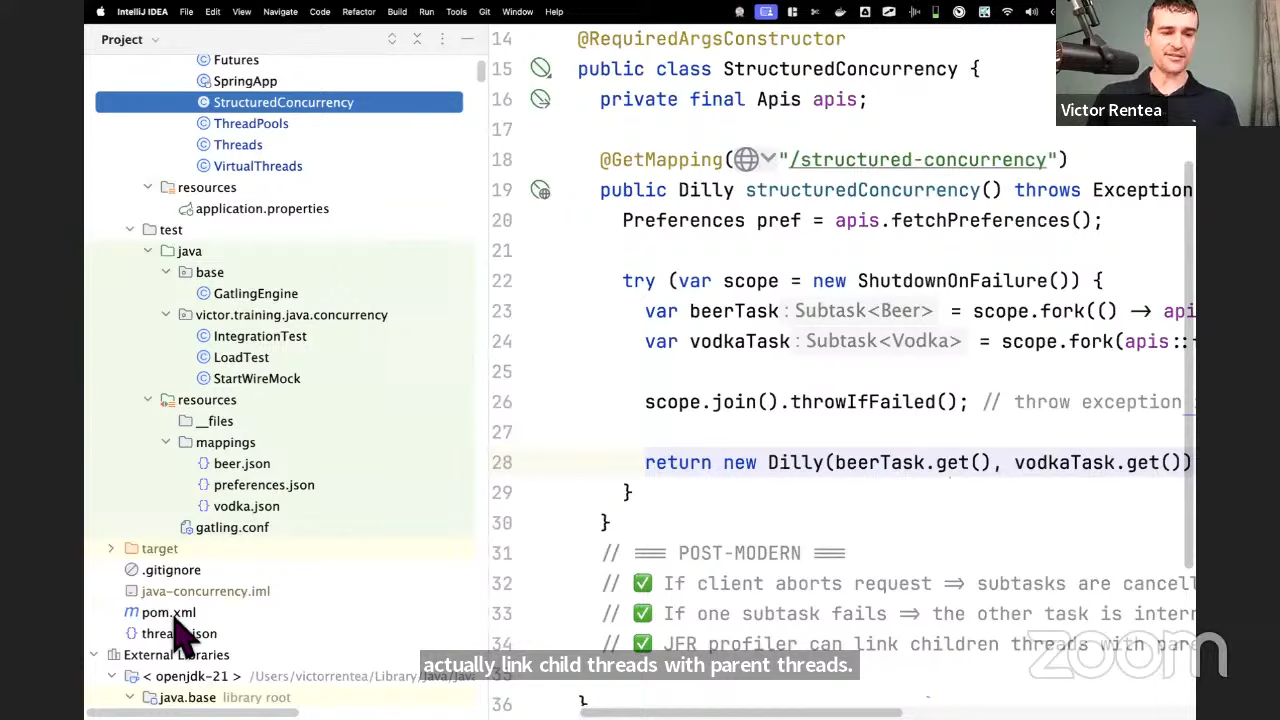 IntelliJ IDEA File Edit View Navigate Code Refactor Build Run Tools Git Window Help
Project
Futures
SpringApp
StructuredConcurrency
ThreadPools
Threads
VirtualThreads
resources
application.properties
test
java
base
GatlingEngine
victor.training.java.concurrency
IntegrationTest
LoadTest
StartWireMock
resources
__files
mappings
beer.json
preferences.json
vodka.json
gatling.conf
target
.gitignore
java-concurrency.iml
pom.xml
External Libraries
< openjdk-21 > /Users/victorrentea/Library/Java/Java
java.base library root
14 @RequiredArgsConstructor
15 public class StructuredConcurrency {
16 private final Apis apis;
17
18 @GetMapping("/structured-concurrency")
19 public Dilly structuredConcurrency() throws Exception
20 Preferences pref = apis.fetchPreferences();
21
22 try (var scope = new ShutdownOnFailure()) {
23 var beerTask : Subtask<Beer> = scope.fork(() -> api
24 var vodkaTask : Subtask<Vodka> = scope.fork(apis::
25
26 scope.join().throwIfFailed(); // throw exception
27
28 return new Dilly(beerTask.get(), vodkaTask.get())
29 }
30 }
31 // === POST-MODERN ===
32 // ✅ If client aborts request => subtasks are cancell
33 // ✅ If one subtask fails => the other task is inter
34 // ✅ JFR profiler can link children threads with par
36 }
Victor Rentea
actually link child threads with parent threads.
zoom